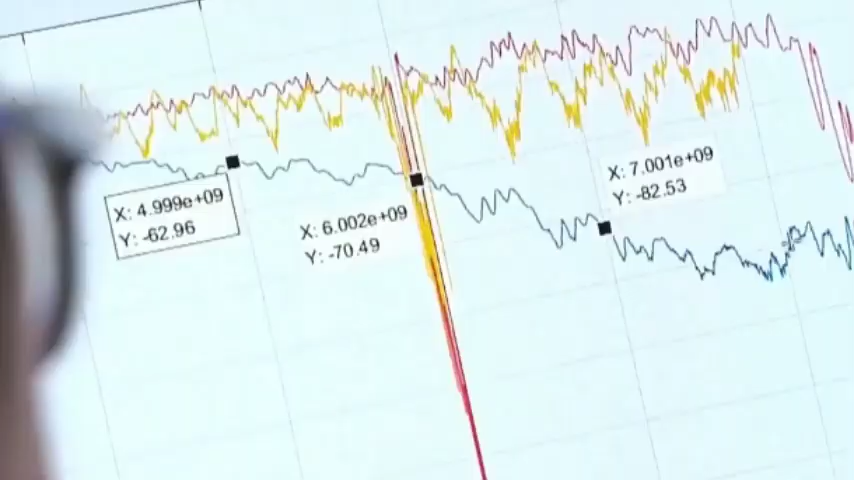 X: 4.999e+09
Y: -62.96
X: 6.002e+09
Y: -70.49
X: 7.001e+09
Y: -82.53